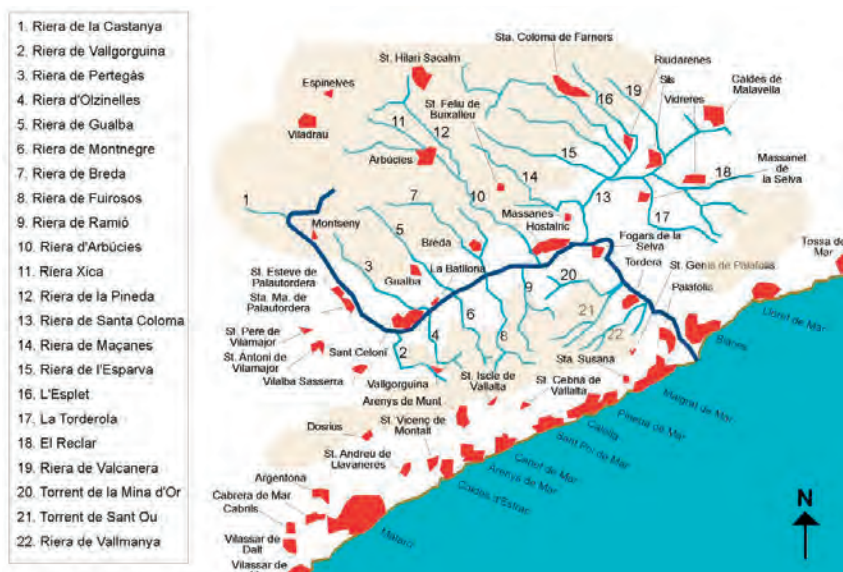 1. Riera de la Castanya
2. Riera de Vallgorguina
3. Riera de Pertegàs
4. Riera d'Olzinelles
5. Riera de Gualba
6. Riera de Montnegre
7. Riera de Breda
8. Riera de Fuirosos
9. Riera de Ramió
10. Riera d'Arbúcies
11. Riera Xica
12. Riera de la Pineda
13. Riera de Santa Coloma
14. Riera de Maçanes
15. Riera de l'Esparva
16. L'Esplet
17. La Torderola
18. El Reclar
19. Riera de Valcanera
20. Torrent de la Mina d'Or
21. Torrent de Sant Ou
22. Riera de Vallmanya
Sta. Coloma de Farners
St. Hilari Sacalm
Riudarenes
Espinelves
Sils
Caldes de
Malavella
16
19
St. Feliu de
Buixalleu
Vidreres
Viladrau
11
12
Arbúcies
15
14
18
Massanet
de
la Selva
1
7
10
13
17
Massanes
Hostalric
Montseny
5
Breda
Fogars de la
Selva
Tossa de
Mar
3
Gualba
La Batllòria
Tordera
St. Genís de Palafolls
St. Esteve de
Palautordera
Sta. Ma. de
Palautordera
20
9
Palafolls
21
St. Pere de
Vilamajor
6
8
22
Lloret de Mar
Sant Celoni
2
4
Blanes
St. Antoni de
Vilamajor
Sta. Susana
Vilalba Sasserra
Vallgorguina
St. Iscle de
Vallalta
St. Cebrià de
Vallalta
Malgrat de Mar
Arenys de Munt
Pineda de Mar
Dosrius
St. Vicenç de
Montalt
Calella
Sant Pol de Mar
St. Andreu de
Llavaneres
Canet de Mar
Arenys de Mar
Argentona
Caldes d'Estrac
Cabrera de Mar
Cabrils
N
Mataró
Vilassar de
Dalt
Vilassar de